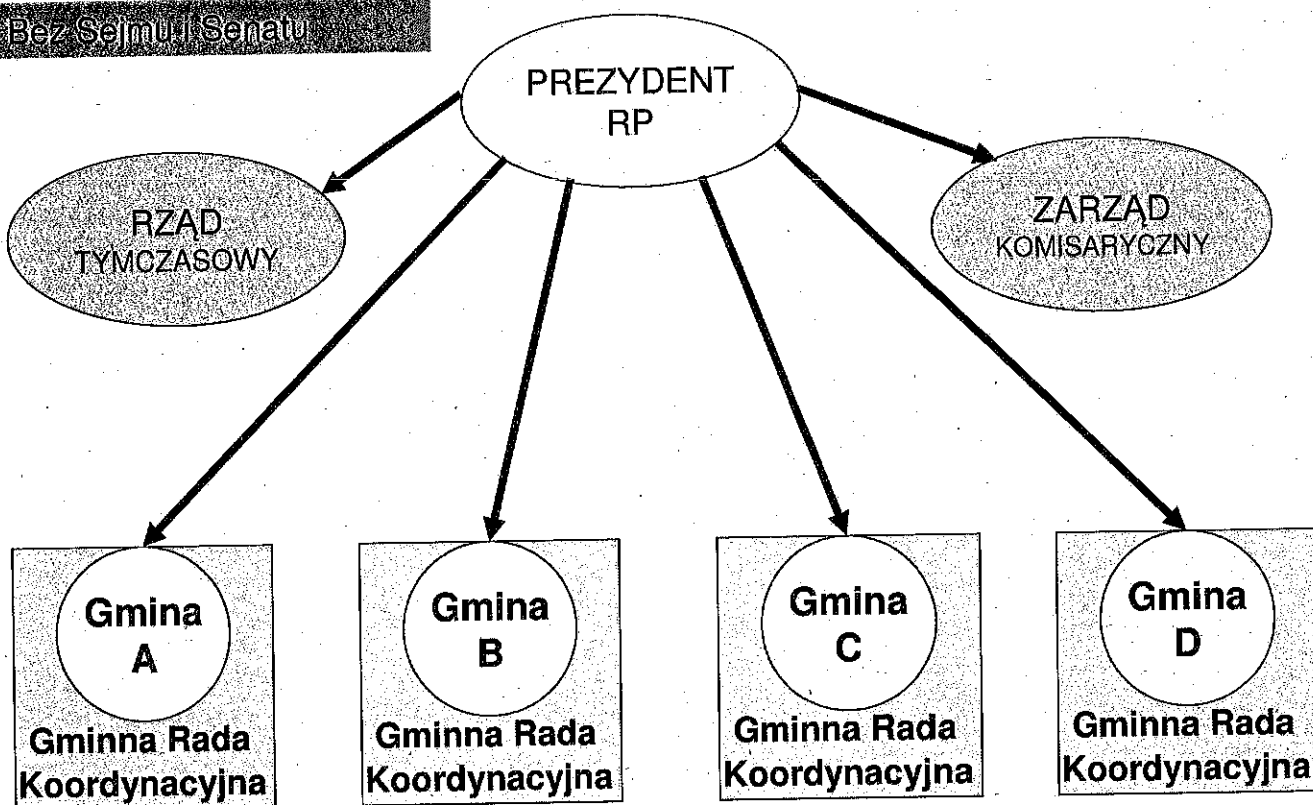 Bez Sejmu i Senatu
PREZYDENT
RP
RZĄD
TYMCZASOWY
ZARZĄD
KOMISARYCZNY
Gmina
A
Gminna Rada
Koordynacyjna
Gmina
B
Gminna Rada
Koordynacyjna
Gmina
C
Gminna Rada
Koordynacyjna
Gmina
D
Gminna Rada
Koordynacyjna